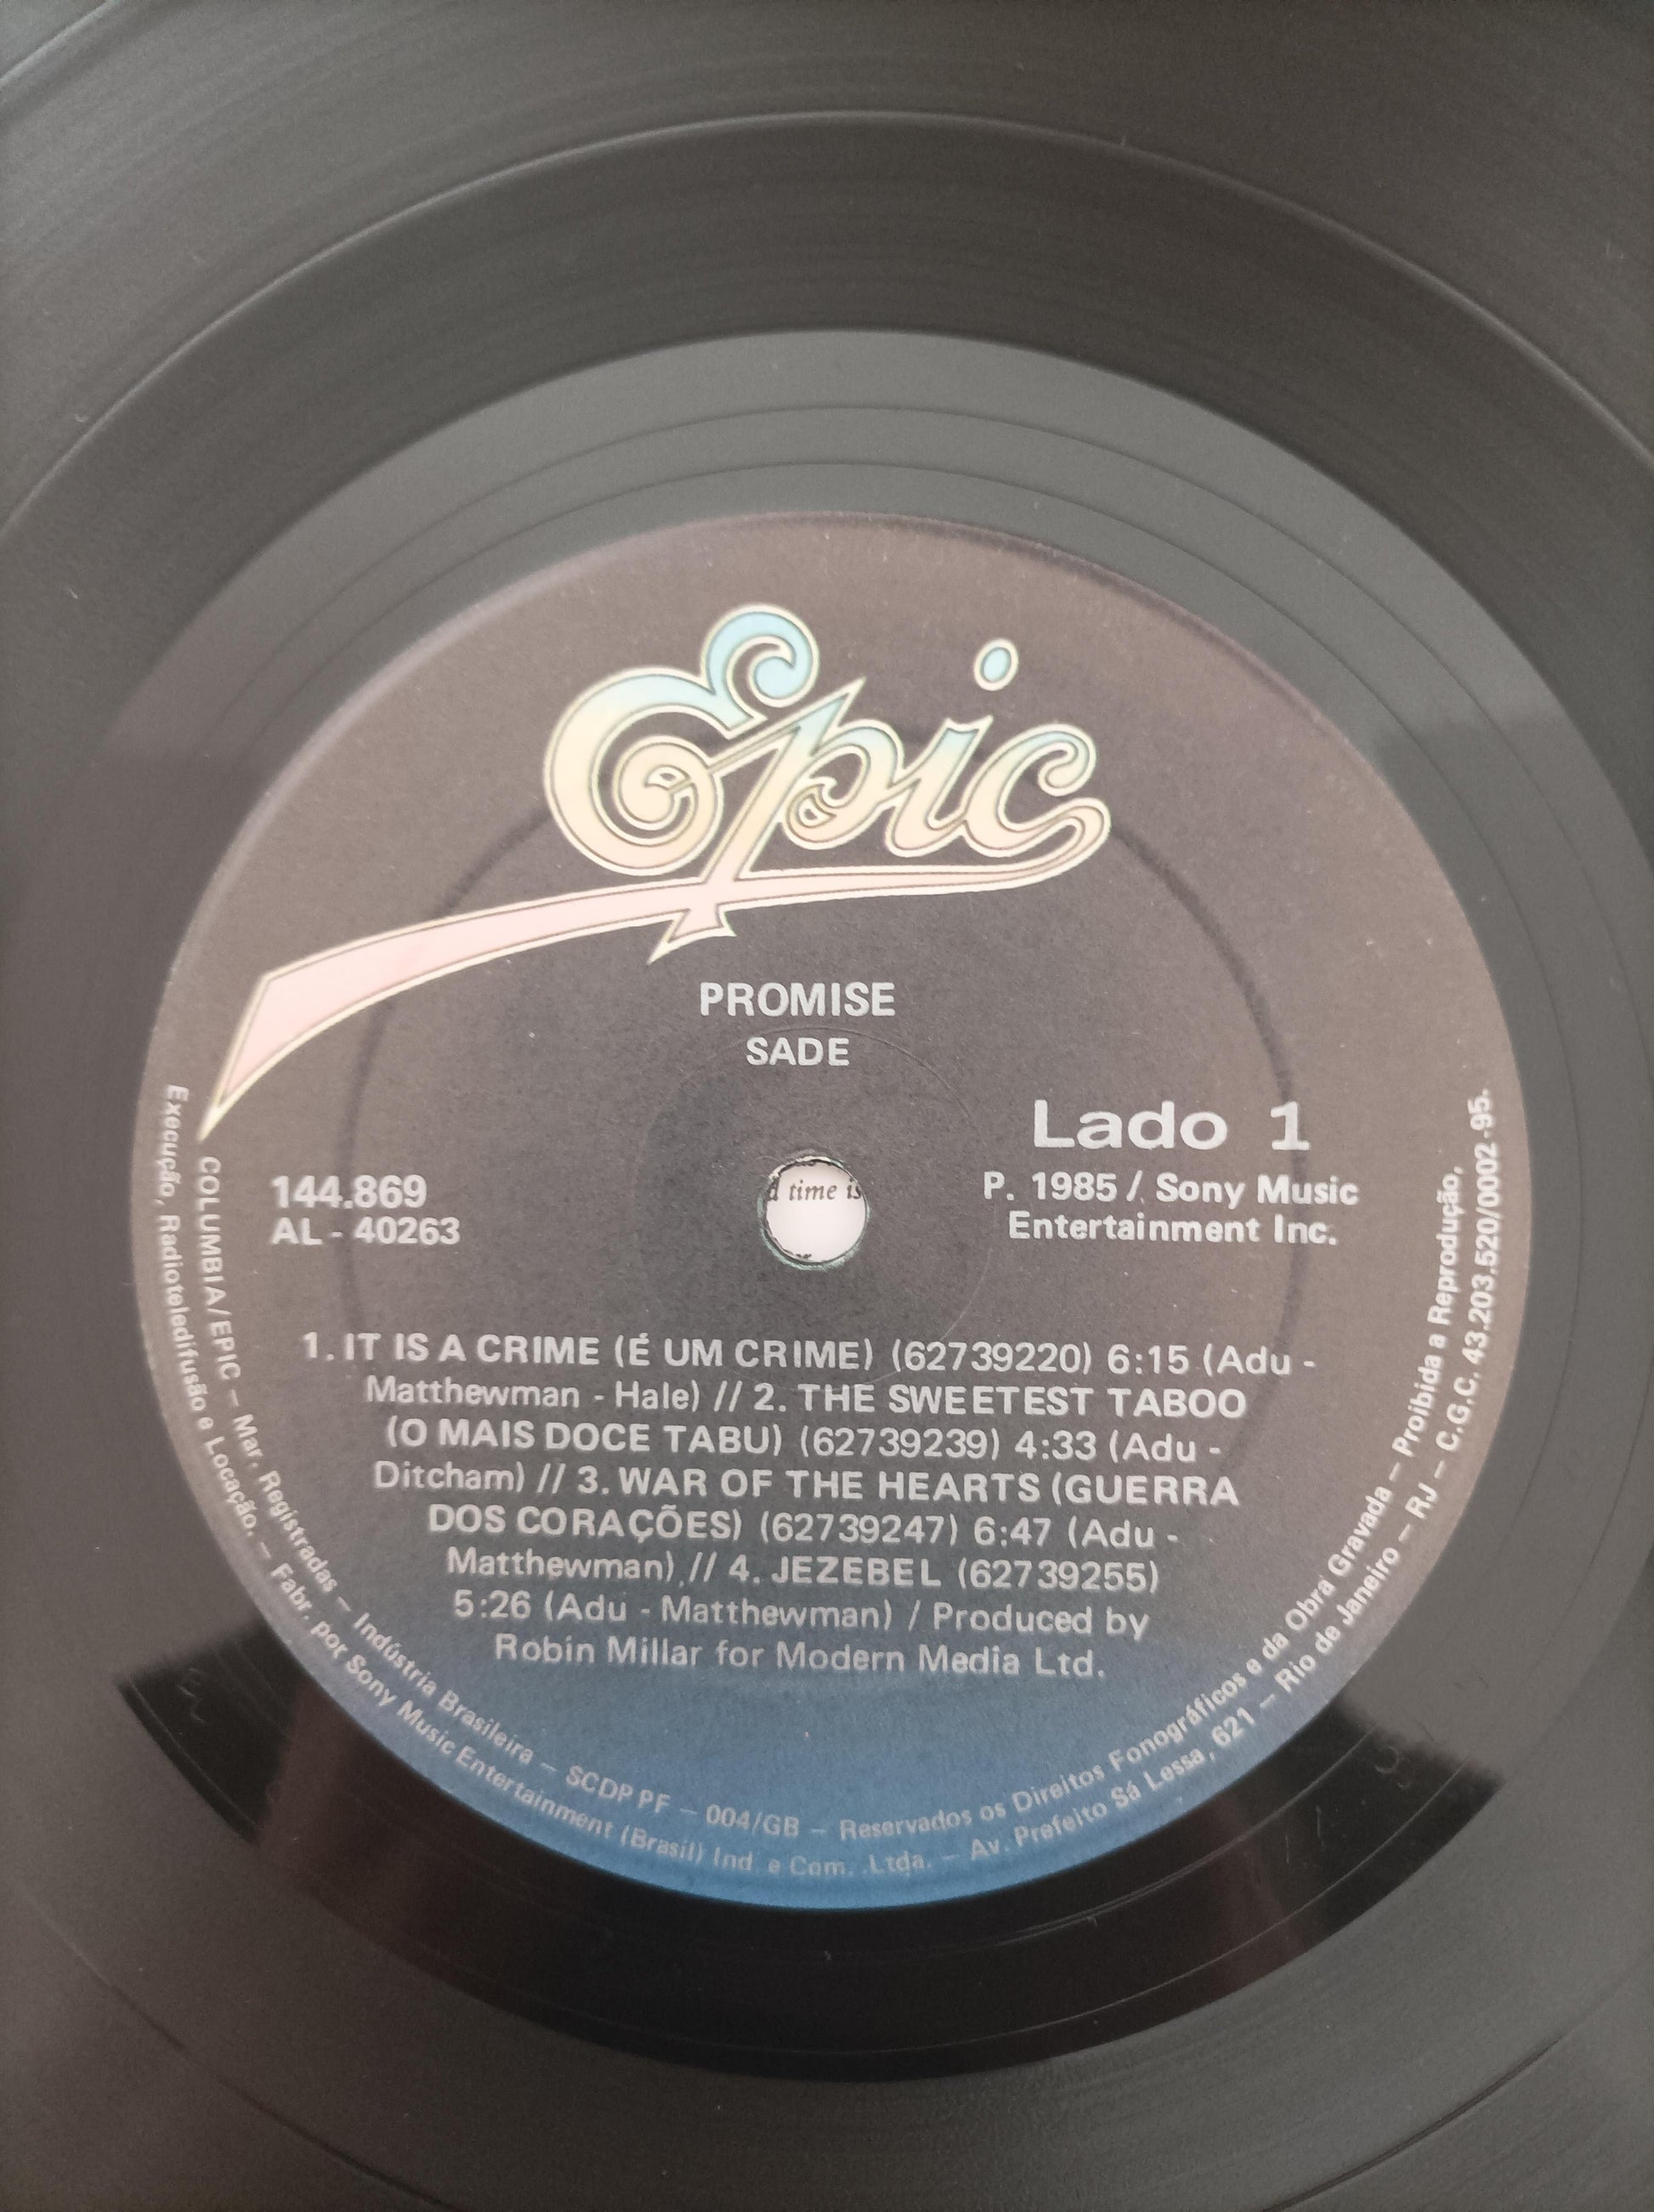 Epic
PROMISE
SADE
Lado 1
144.869
AL - 40263
P. 1985 / Sony Music
Entertainment Inc.
d time is
1. IT IS A CRIME (É UM CRIME) (62739220) 6:15 (Adu -
Matthewman - Hale) // 2. THE SWEETEST TABOO
(O MAIS DOCE TABU) (62739239) 4:33 (Adu -
Ditcham) // 3. WAR OF THE HEARTS (GUERRA
DOS CORAÇÕES) (62739247) 6:47 (Adu -
Matthewman) // 4. JEZEBEL (62739255)
5:26 (Adu - Matthewman) / Produced by
Robin Millar for Modern Media Ltd.
COLUMBIA/EPIC – Mar. Registradas – Indústria Brasileira – SCDP PF – 004/GB – Reservados os Direitos Fonográficos e da Obra Gravada – Proibida a Reprodução,
Execução, Radioteledifusão e Locação. – Fabr. por Sony Music Entertainment (Brasil) Ind. e Com. Ltda. – Av. Prefeito Sá Lessa, 621 – Rio de Janeiro – RJ – C.G.C. 43.203.520/0002-95.